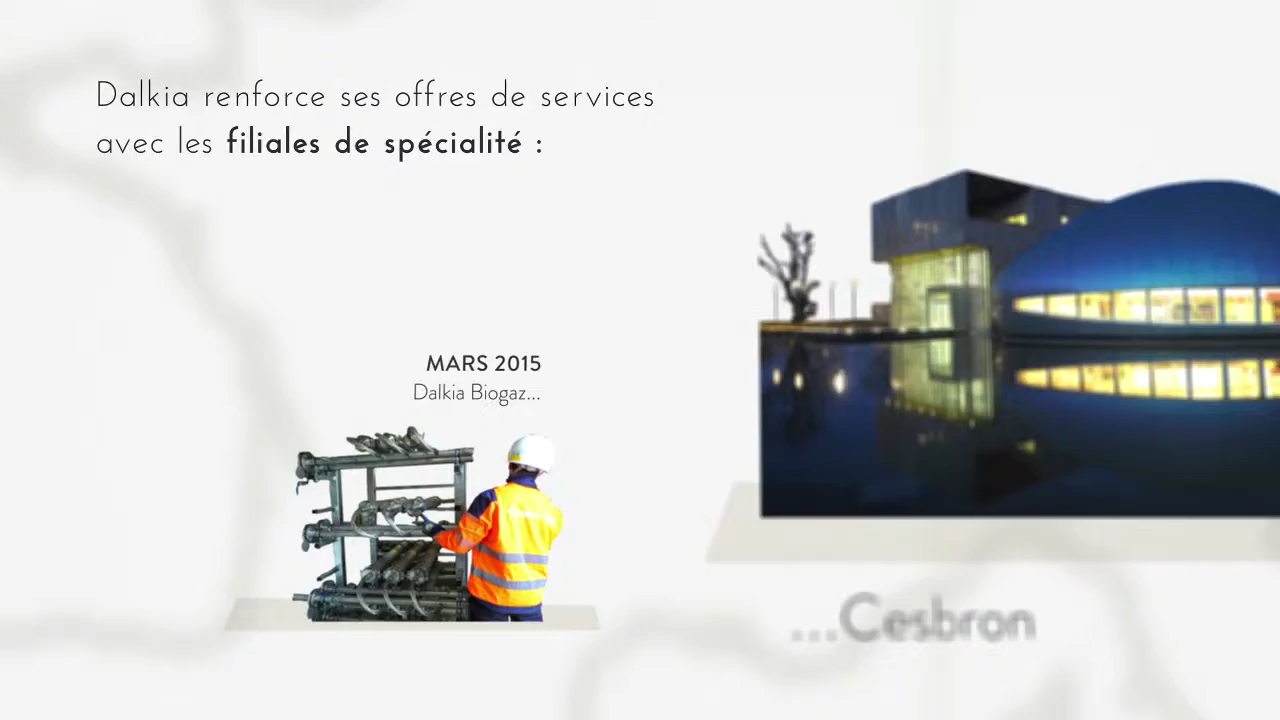 Dalkia renforce ses offres de services
avec les filiales de spécialité :
MARS 2015
Dalkia Biogaz...
...Cesbron